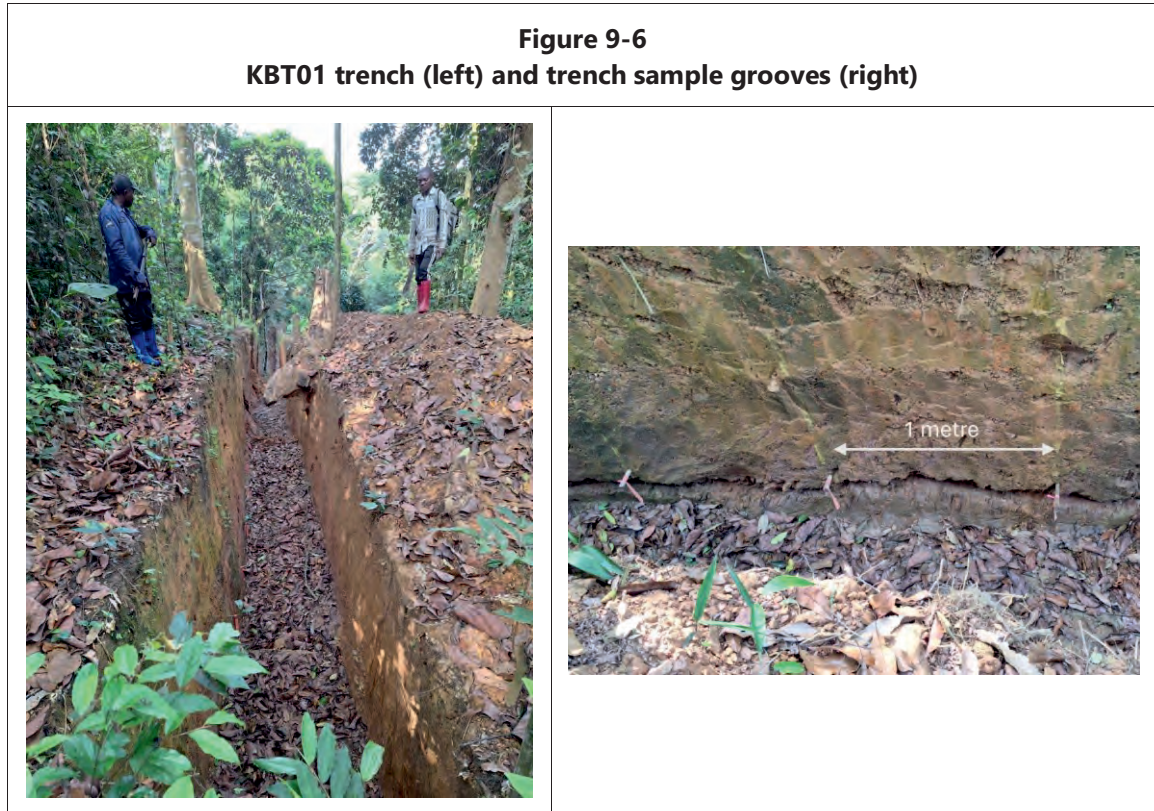 Figure 9-6
KBT01 trench (left) and trench sample grooves (right)
1 metre